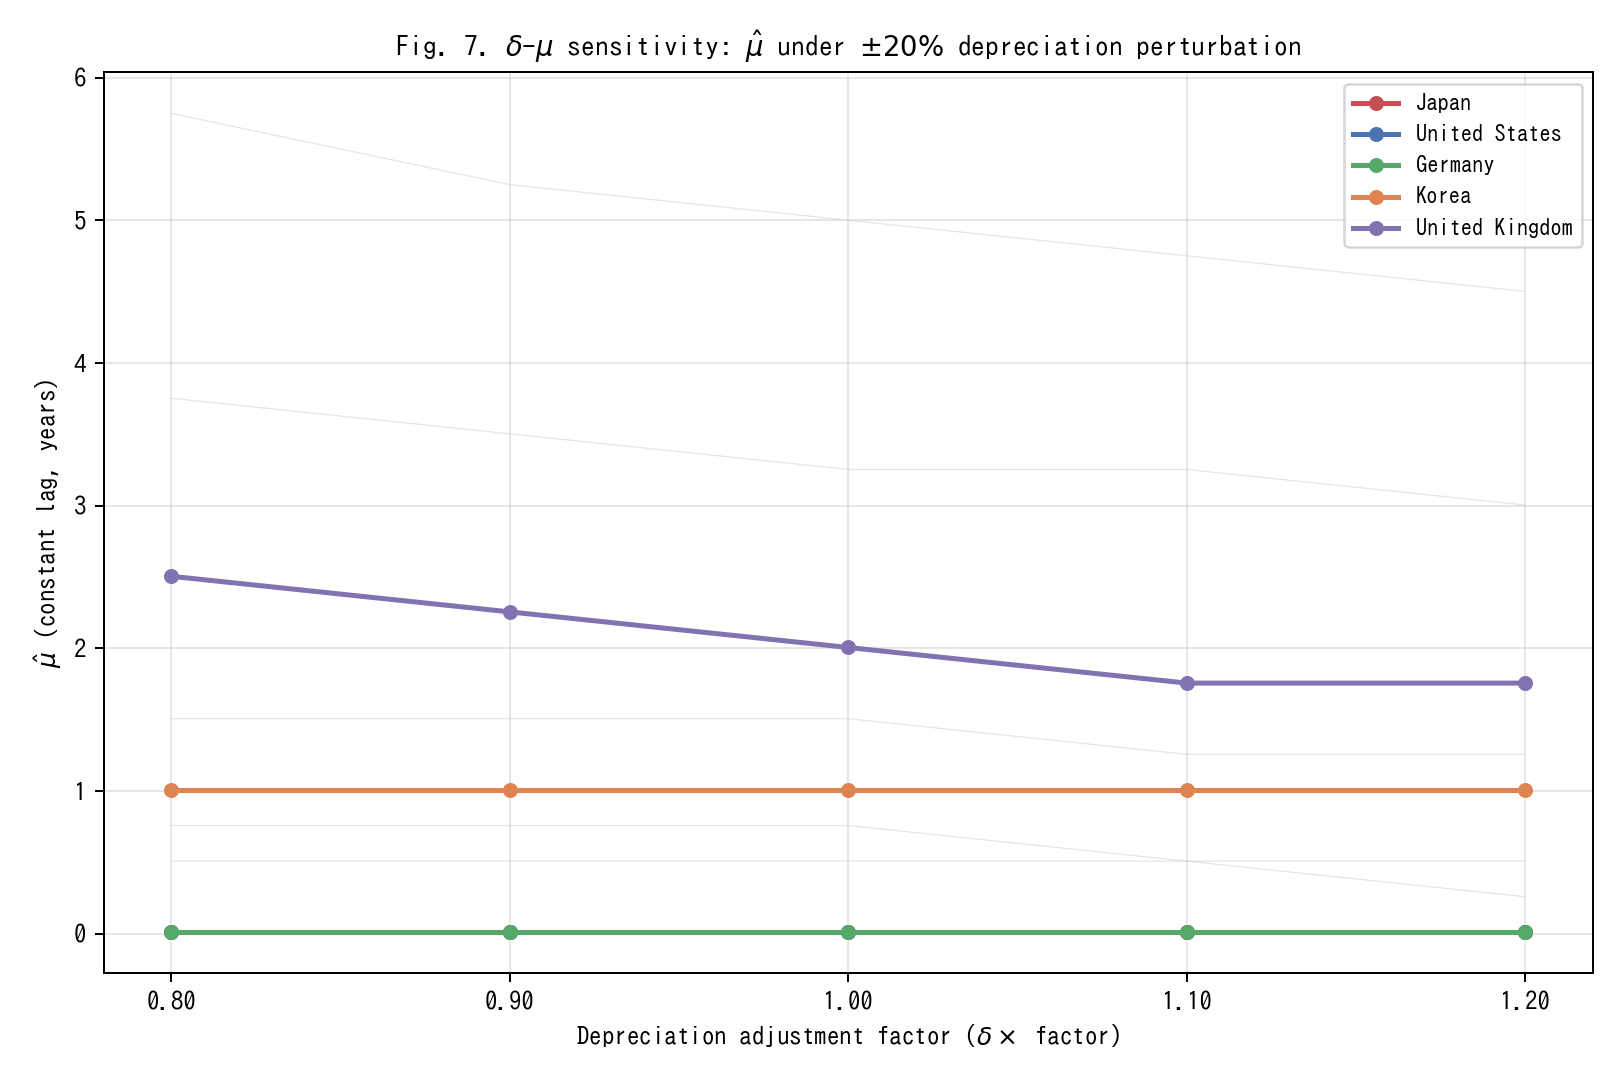 Fig. 7. δ–μ sensitivity: μ̂ under ±20% depreciation perturbation
6
5
4
3
2
1
0
μ̂ (constant lag, years)
Japan
United States
Germany
Korea
United Kingdom
0.80
0.90
1.00
1.10
1.20
Depreciation adjustment factor (δ× factor)